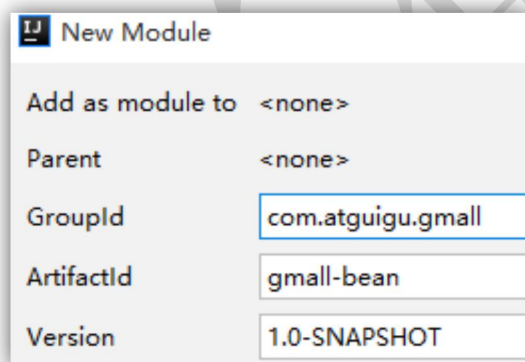 IJ New Module
Add as module to <none>
Parent <none>
GroupId com.atguigu.gmall
ArtifactId gmall-bean
Version 1.0-SNAPSHOT